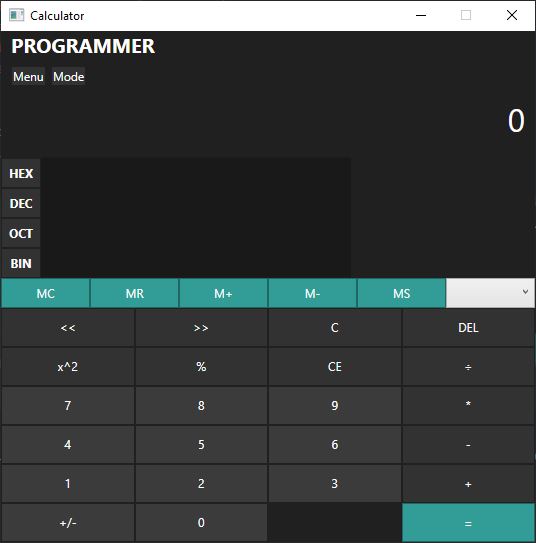 Calculator
PROGRAMMER
Menu Mode
0
HEX
DEC
OCT
BIN
MC MR M+ M- MS
<< >> C DEL
x^2 % CE ÷
7 8 9 *
4 5 6 -
1 2 3 +
+/- 0 =